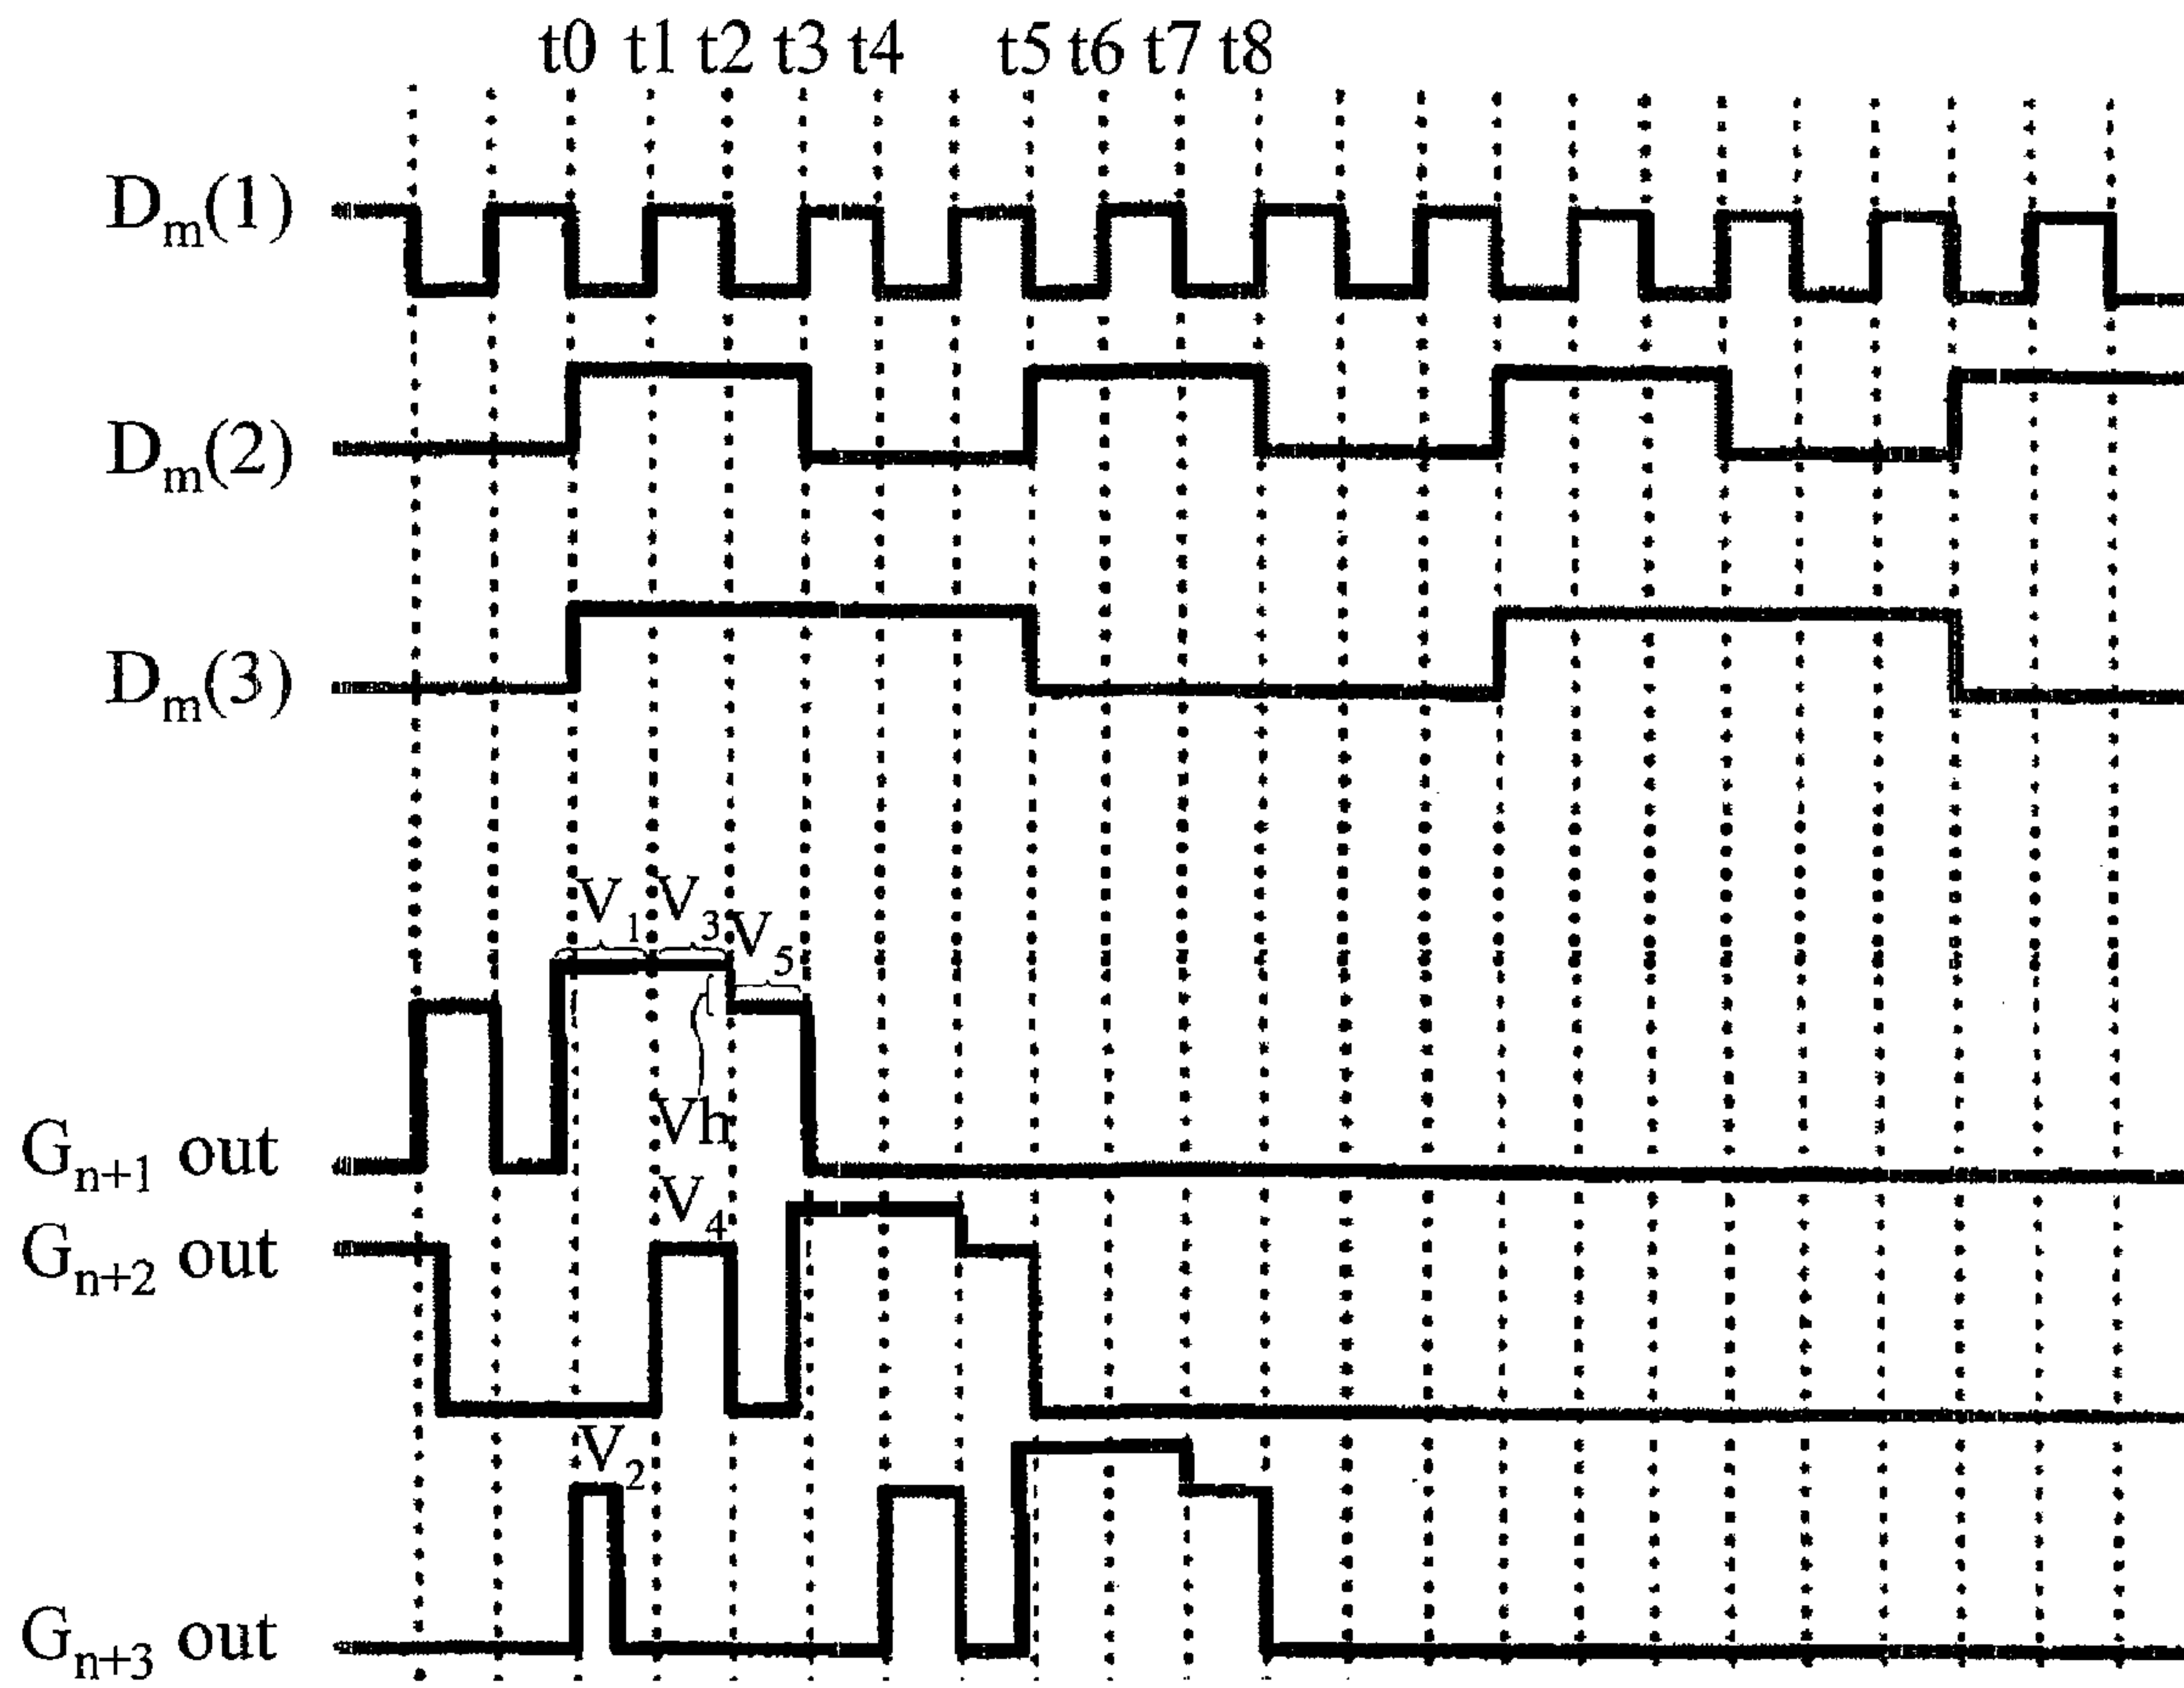 t0 t1 t2 t3 t4 t5 t6 t7 t8
Dm(1)
Dm(2)
Dm(3)
V1 V3 V5
Vh
Gn+1 out
V4
Gn+2 out
V2
Gn+3 out